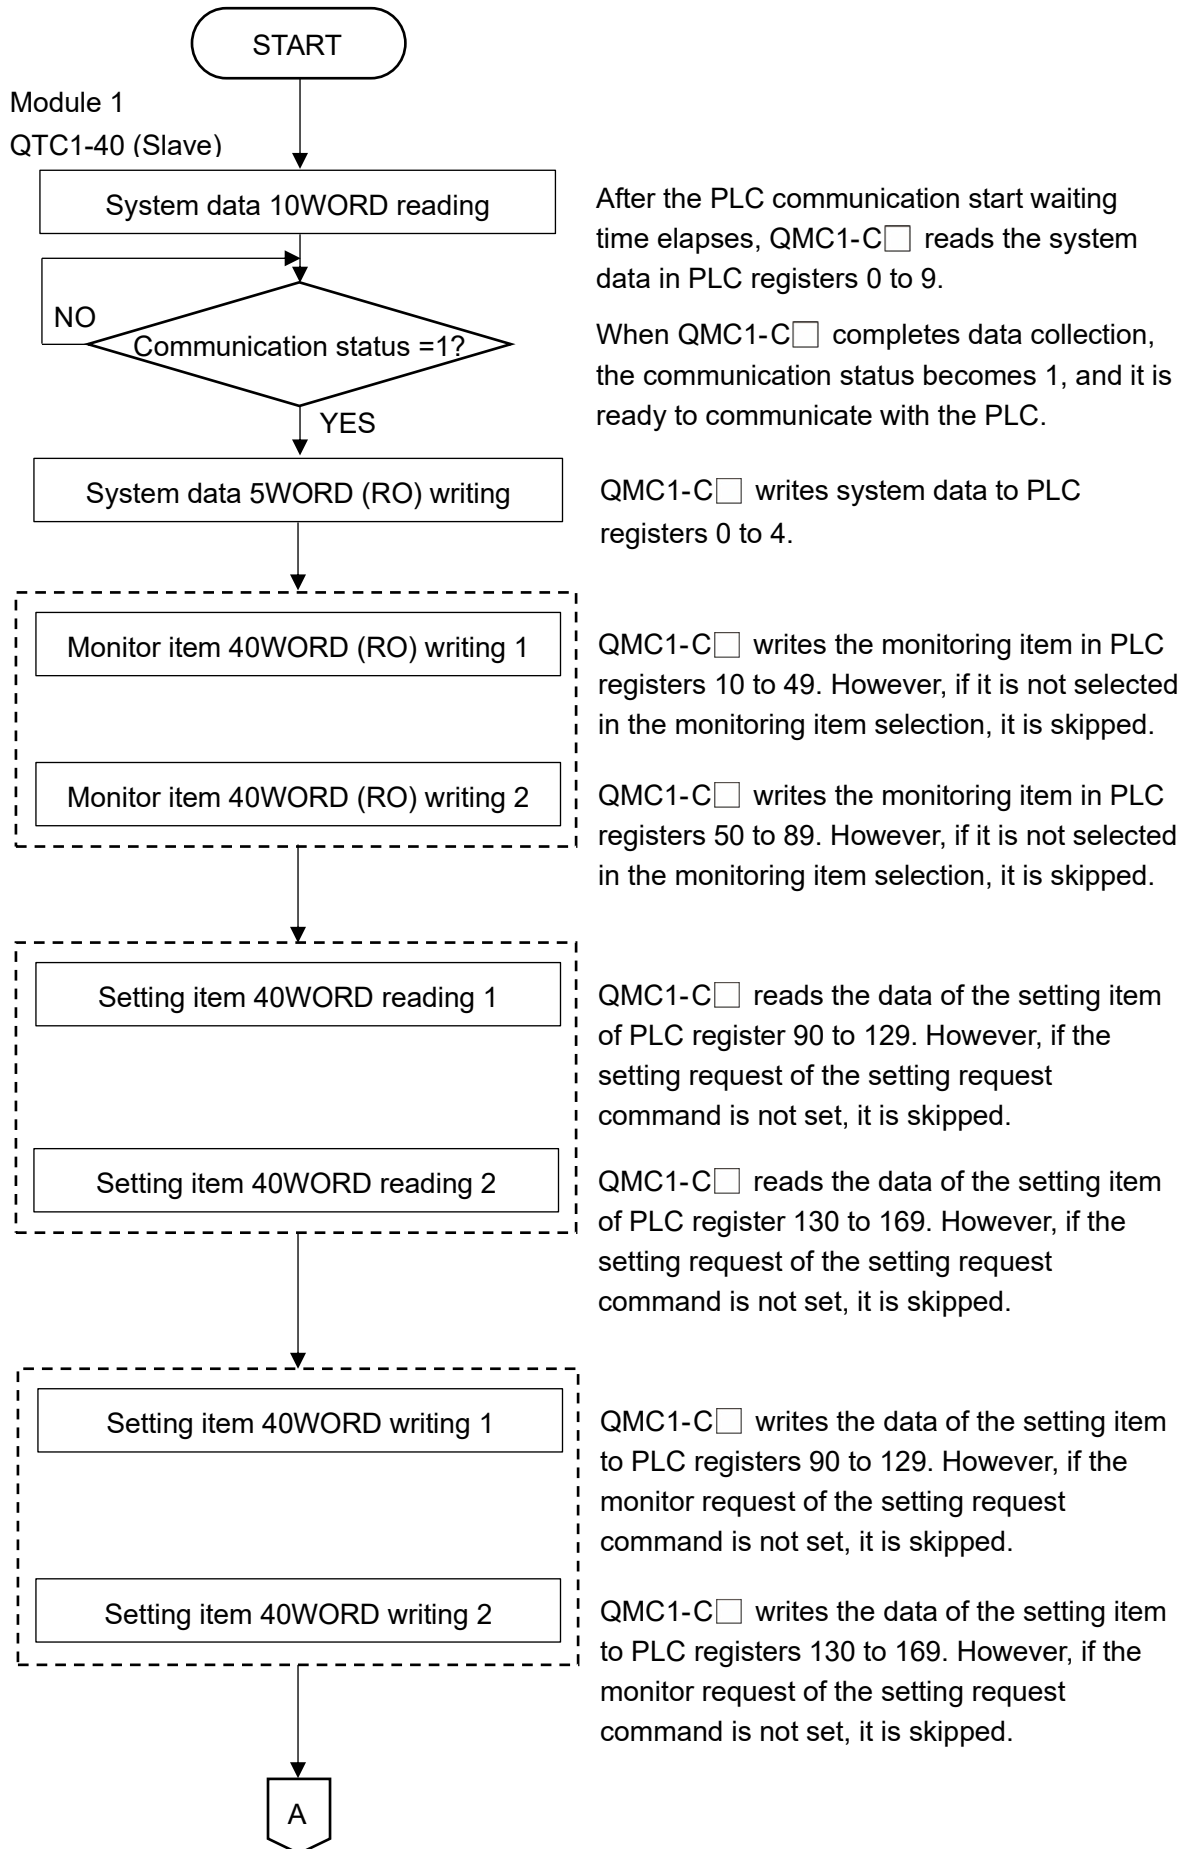 START
Module 1
QTC1-40 (Slave)
System data 10WORD reading
After the PLC communication start waiting
time elapses, QMC1-C□ reads the system
data in PLC registers 0 to 9.
NO
Communication status =1?
When QMC1-C□ completes data collection,
the communication status becomes 1, and it is
ready to communicate with the PLC.
YES
System data 5WORD (RO) writing
QMC1-C□ writes system data to PLC
registers 0 to 4.
Monitor item 40WORD (RO) writing 1
QMC1-C□ writes the monitoring item in PLC
registers 10 to 49. However, if it is not selected
in the monitoring item selection, it is skipped.
Monitor item 40WORD (RO) writing 2
QMC1-C□ writes the monitoring item in PLC
registers 50 to 89. However, if it is not selected
in the monitoring item selection, it is skipped.
Setting item 40WORD reading 1
QMC1-C□ reads the data of the setting item
of PLC register 90 to 129. However, if the
setting request of the setting request
command is not set, it is skipped.
Setting item 40WORD reading 2
QMC1-C□ reads the data of the setting item
of PLC register 130 to 169. However, if the
setting request of the setting request
command is not set, it is skipped.
Setting item 40WORD writing 1
QMC1-C□ writes the data of the setting item
to PLC registers 90 to 129. However, if the
monitor request of the setting request
command is not set, it is skipped.
Setting item 40WORD writing 2
QMC1-C□ writes the data of the setting item
to PLC registers 130 to 169. However, if the
monitor request of the setting request
command is not set, it is skipped.
A